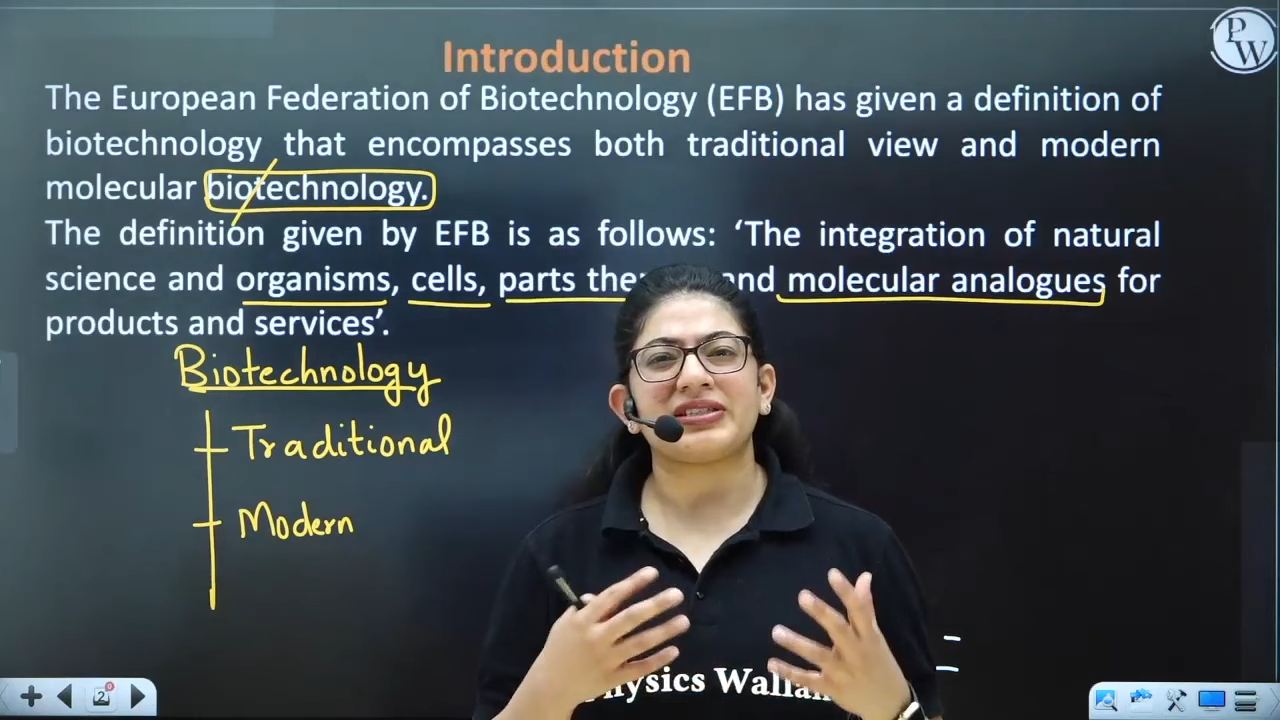 Introduction
PW
The European Federation of Biotechnology (EFB) has given a definition of
biotechnology that encompasses both traditional view and modern
molecular biotechnology.
The definition given by EFB is as follows: ‘The integration of natural
science and organisms, cells, parts and molecular analogues for
products and services’.
Biotechnology
Traditional
Modern
Physics
2